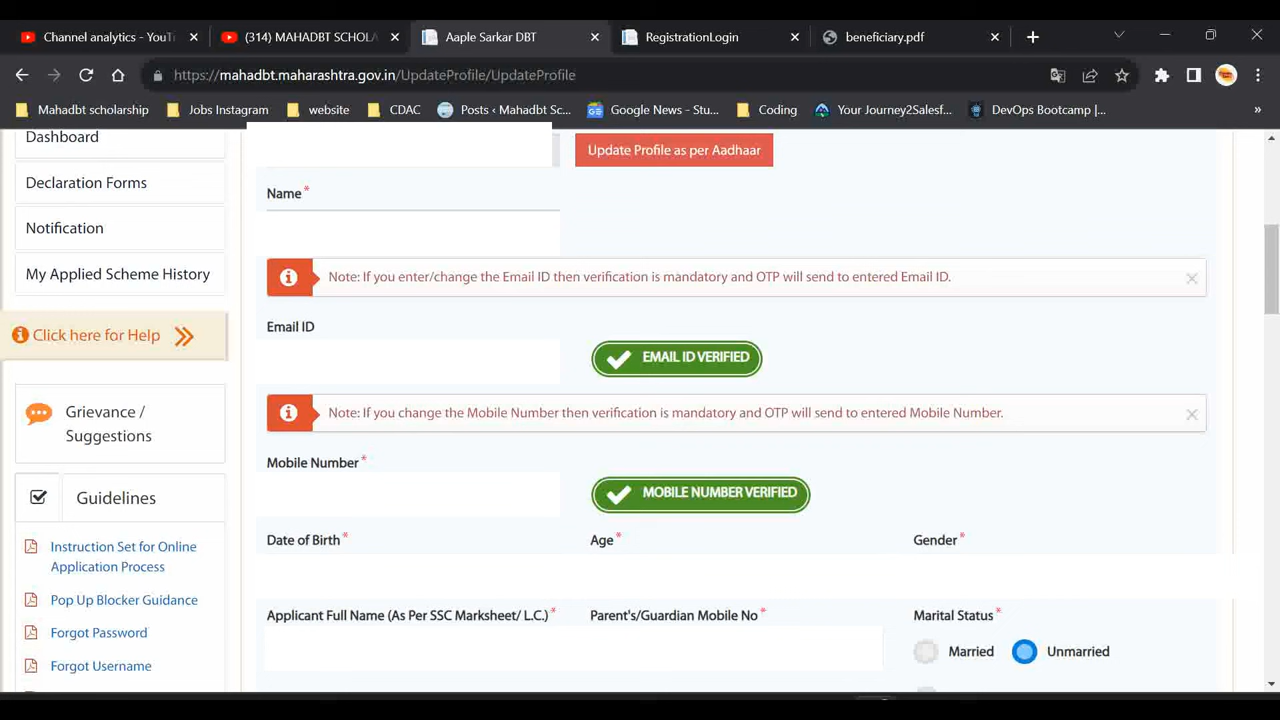 Channel analytics - YouT
(314) MAHADBT SCHOLA
Aaple Sarkar DBT
RegistrationLogin
beneficiary.pdf
https://mahadbt.maharashtra.gov.in/UpdateProfile/UpdateProfile
Mahadbt scholarship
Jobs Instagram
website
CDAC
Posts ‹ Mahadbt Sc...
Google News - Stu...
Coding
Your Journey2Salesf...
DevOps Bootcamp |...
»
Dashboard
Declaration Forms
Notification
My Applied Scheme History
Click here for Help
Grievance /
Suggestions
Guidelines
Instruction Set for Online
Application Process
Pop Up Blocker Guidance
Forgot Password
Forgot Username
Update Profile as per Aadhaar
Name *
Note: If you enter/change the Email ID then verification is mandatory and OTP will send to entered Email ID.
Email ID
EMAIL ID VERIFIED
Note: If you change the Mobile Number then verification is mandatory and OTP will send to entered Mobile Number.
Mobile Number *
MOBILE NUMBER VERIFIED
Date of Birth *
Age *
Gender *
Applicant Full Name (As Per SSC Marksheet/ L.C.) *
Parent's/Guardian Mobile No *
Marital Status *
Married
Unmarried